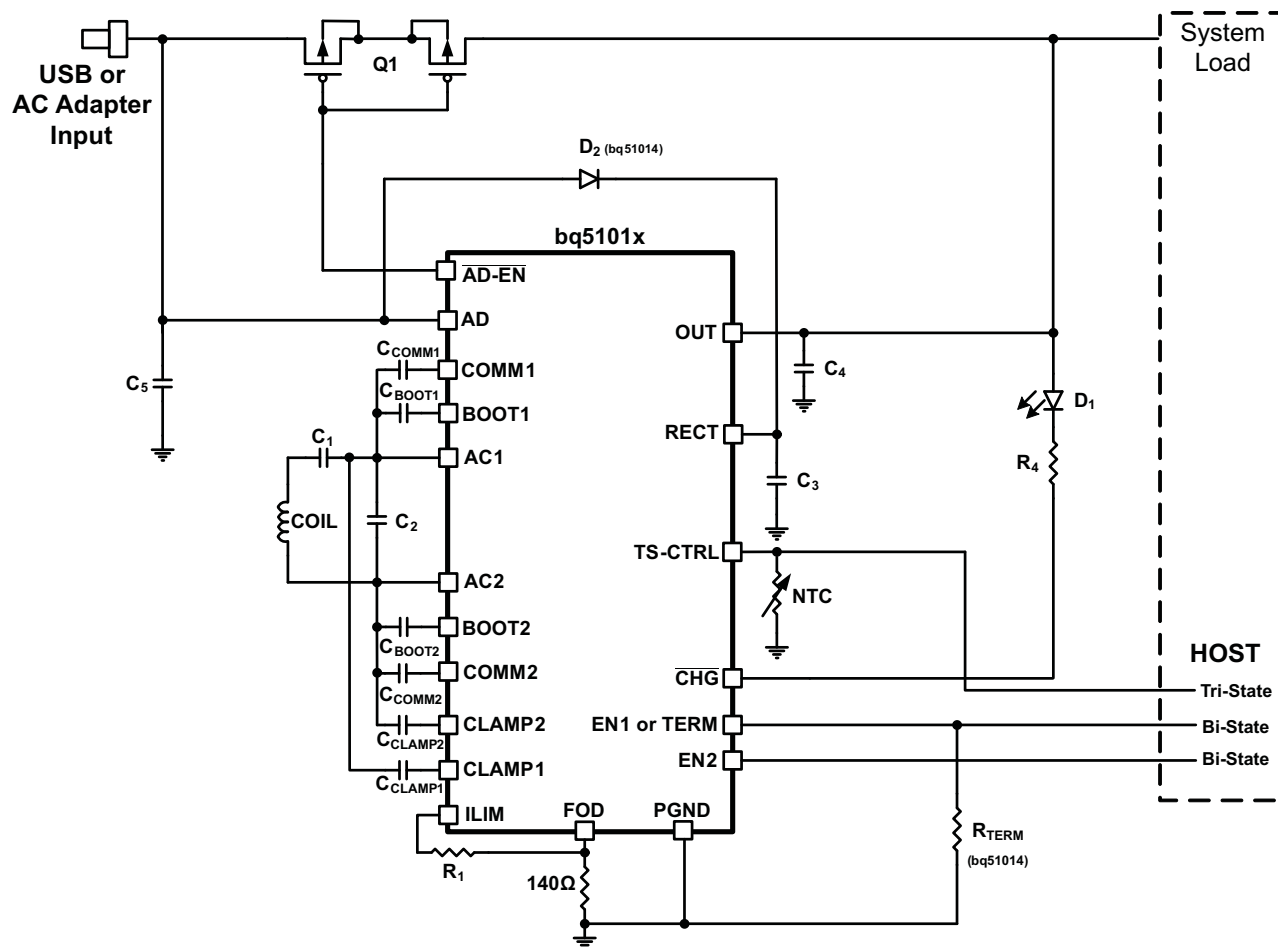 System
Load
Q1
USB or
AC Adapter
Input
D2 (bq51014)
bq5101x
AD-EN
AD
OUT
CCOMM1
COMM1
C4
C5
CBOOT1
BOOT1
D1
RECT
C1
AC1
R4
C3
COIL
C2
TS-CTRL
AC2
NTC
BOOT2
CBOOT2
HOST
COMM2
CHG
CCOMM2
Tri-State
CLAMP2
EN1 or TERM
Bi-State
CCLAMP2
EN2
Bi-State
CLAMP1
CCLAMP1
ILIM
FOD
PGND
RTERM
(bq51014)
R1
140Ω